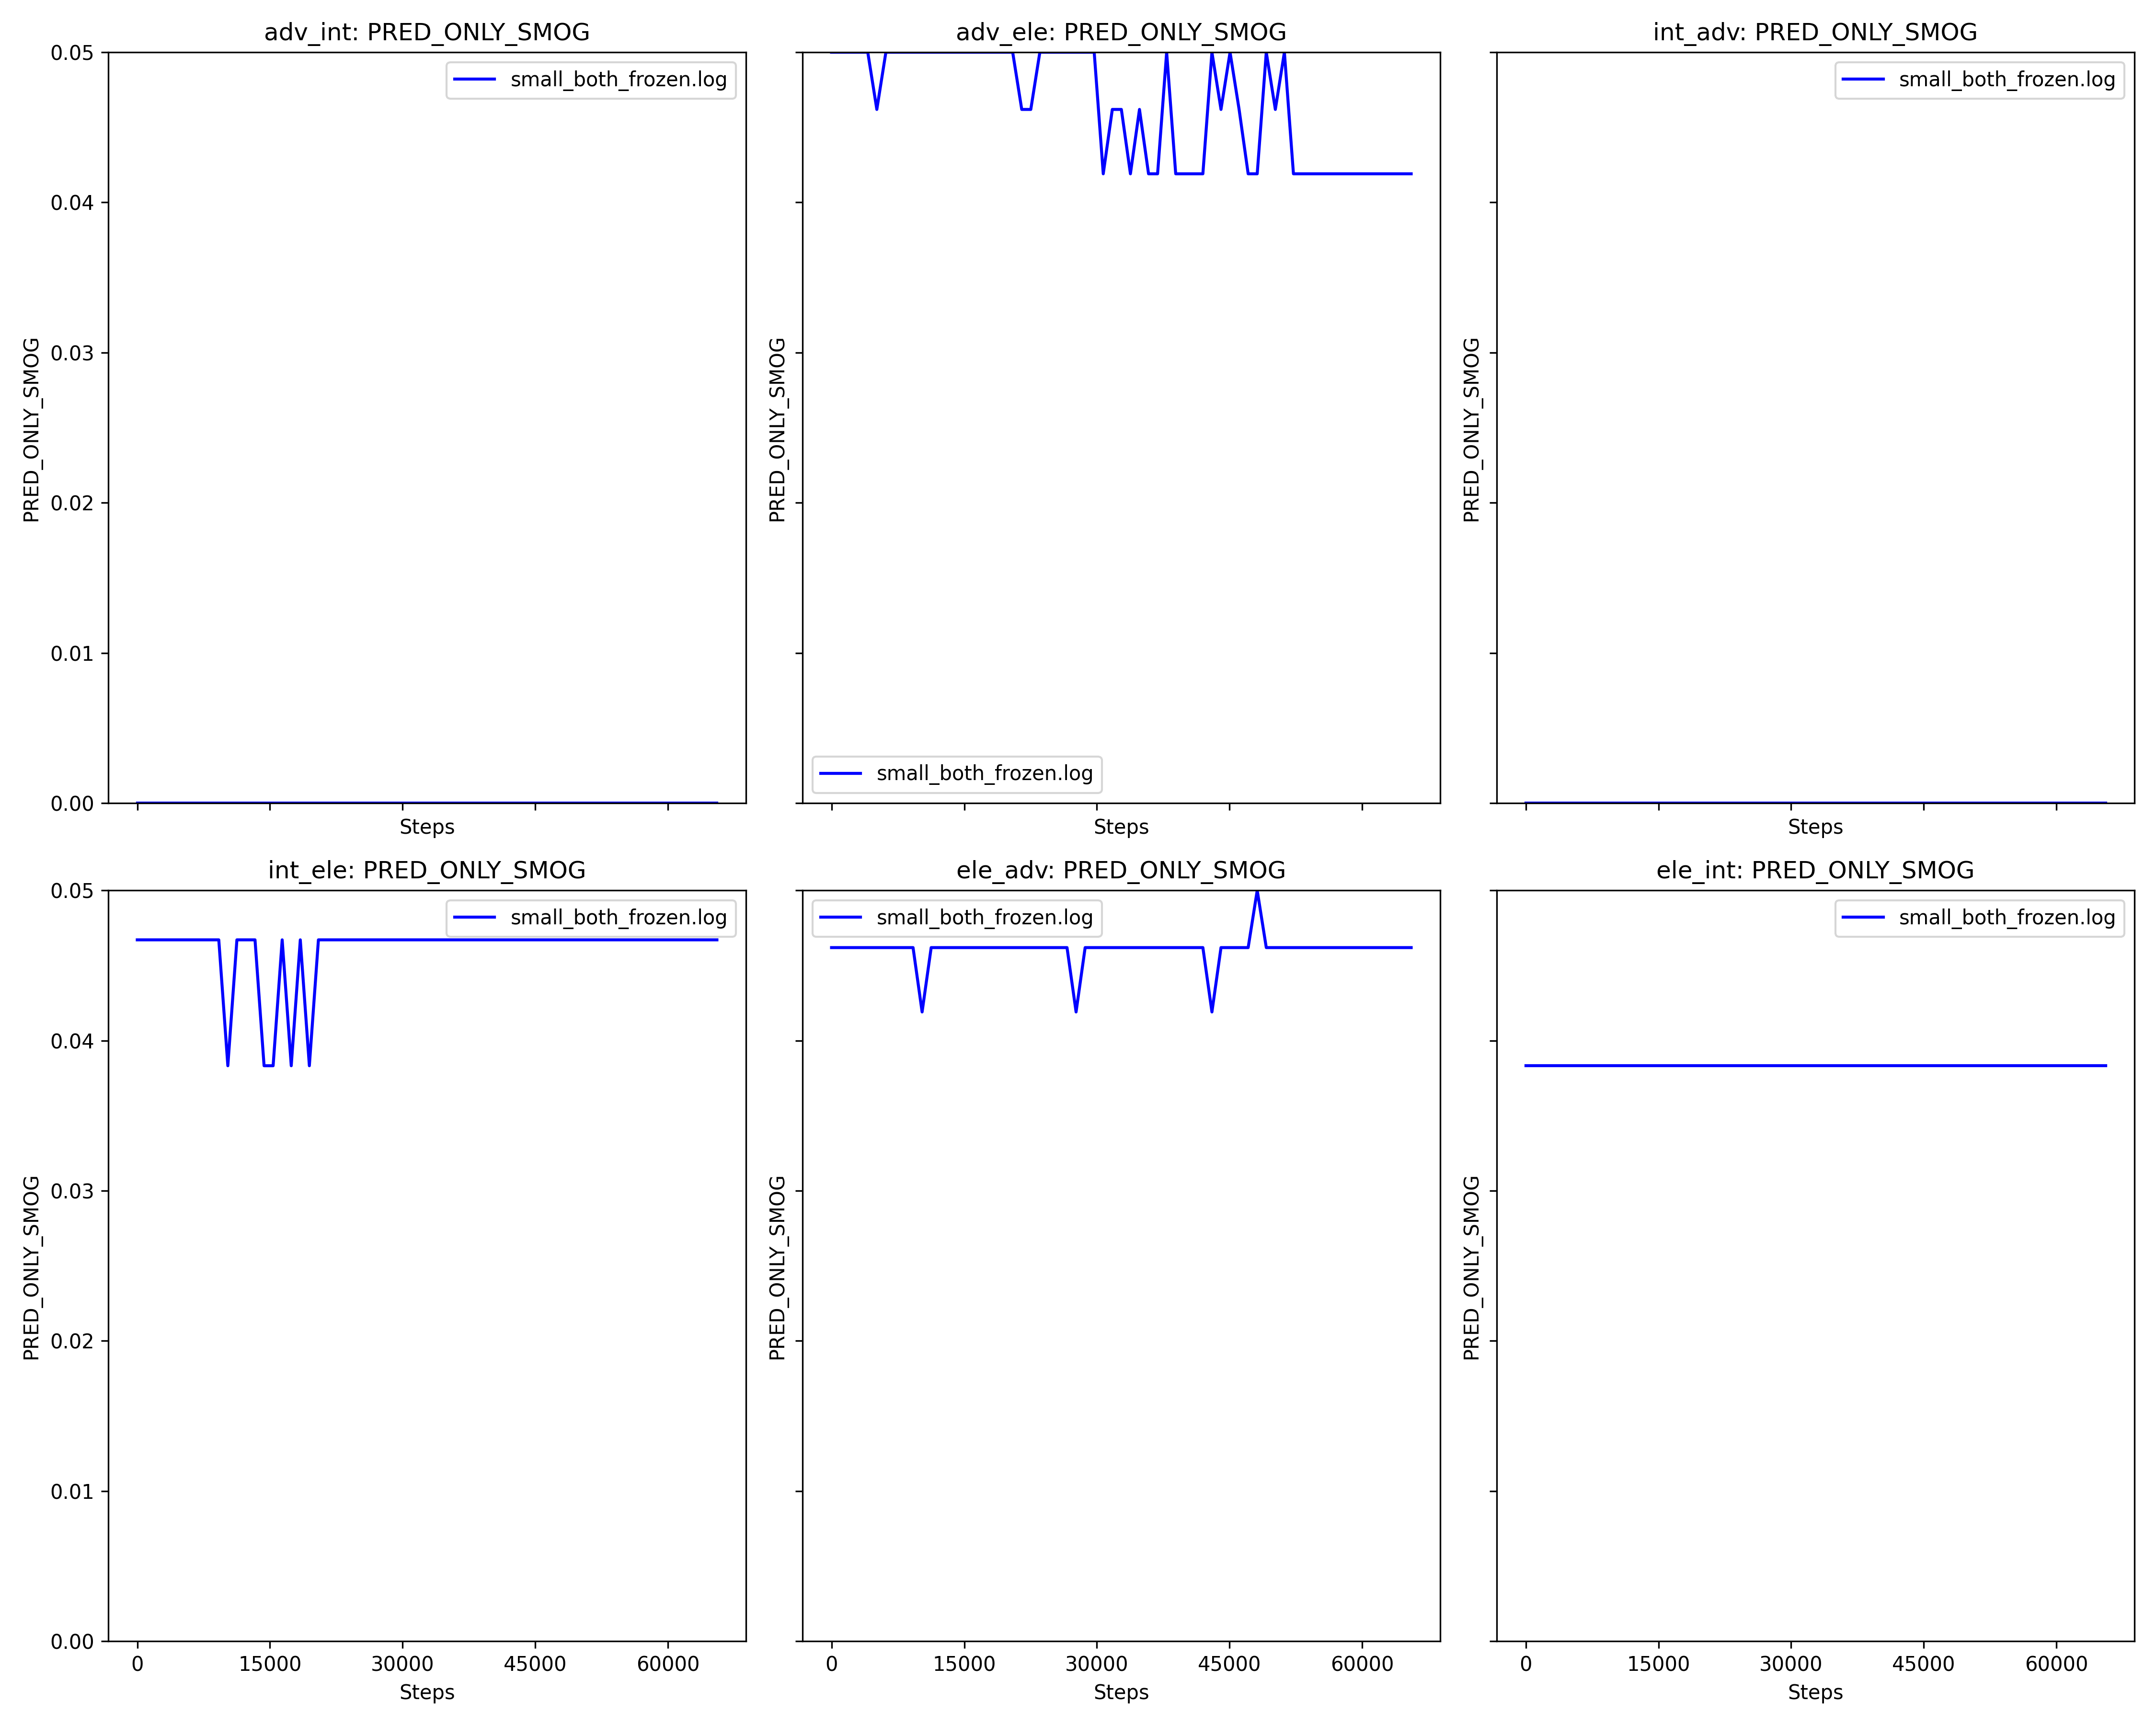 adv_int: PRED_ONLY_SMOG
adv_ele: PRED_ONLY_SMOG
int_adv: PRED_ONLY_SMOG
0.05
0.04
0.03
0.02
0.01
0.00
PRED_ONLY_SMOG
small_both_frozen.log
Steps
PRED_ONLY_SMOG
small_both_frozen.log
Steps
PRED_ONLY_SMOG
small_both_frozen.log
Steps
int_ele: PRED_ONLY_SMOG
ele_adv: PRED_ONLY_SMOG
ele_int: PRED_ONLY_SMOG
0.05
0.04
0.03
0.02
0.01
0.00
PRED_ONLY_SMOG
small_both_frozen.log
0 15000 30000 45000 60000
Steps
PRED_ONLY_SMOG
small_both_frozen.log
0 15000 30000 45000 60000
Steps
PRED_ONLY_SMOG
small_both_frozen.log
0 15000 30000 45000 60000
Steps